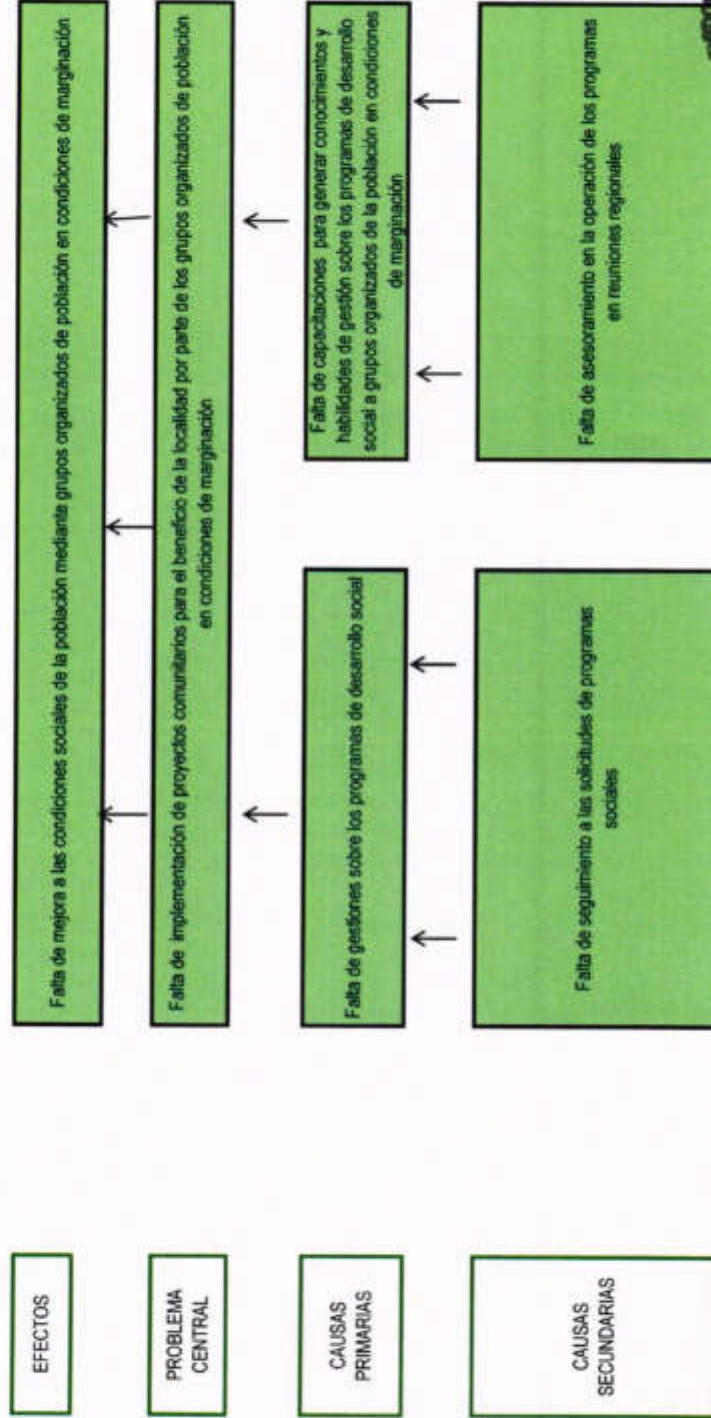 EFECTOS
Falta de mejora a las condiciones sociales de la población mediante grupos organizados de población en condiciones de marginación
PROBLEMA
CENTRAL
Falta de implementación de proyectos comunitarios para el beneficio de la localidad por parte de los grupos organizados de población
en condiciones de marginación
CAUSAS
PRIMARIAS
Falta de gestiones sobre los programas de desarrollo social
Falta de capacitaciones para generar conocimientos y
habilidades de gestión sobre los programas de desarrollo
social a grupos organizados de la población en condiciones
de marginación
CAUSAS
SECUNDARIAS
Falta de seguimiento a las solicitudes de programas
sociales
Falta de asesoramiento en la operación de los programas
en reuniones regionales